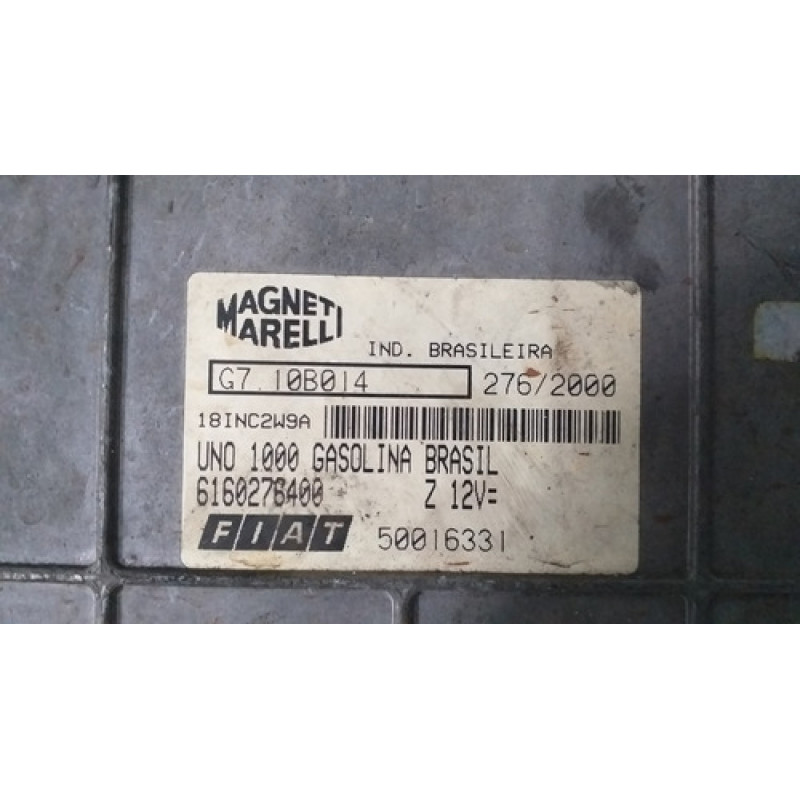 MAGNETI
MARELLI
IND. BRASILEIRA
G7.10B014 276/2000
18INC2W9A
UNO 1000 GASOLINA BRASIL
6160276400 Z 12V=
FIAT 50016331